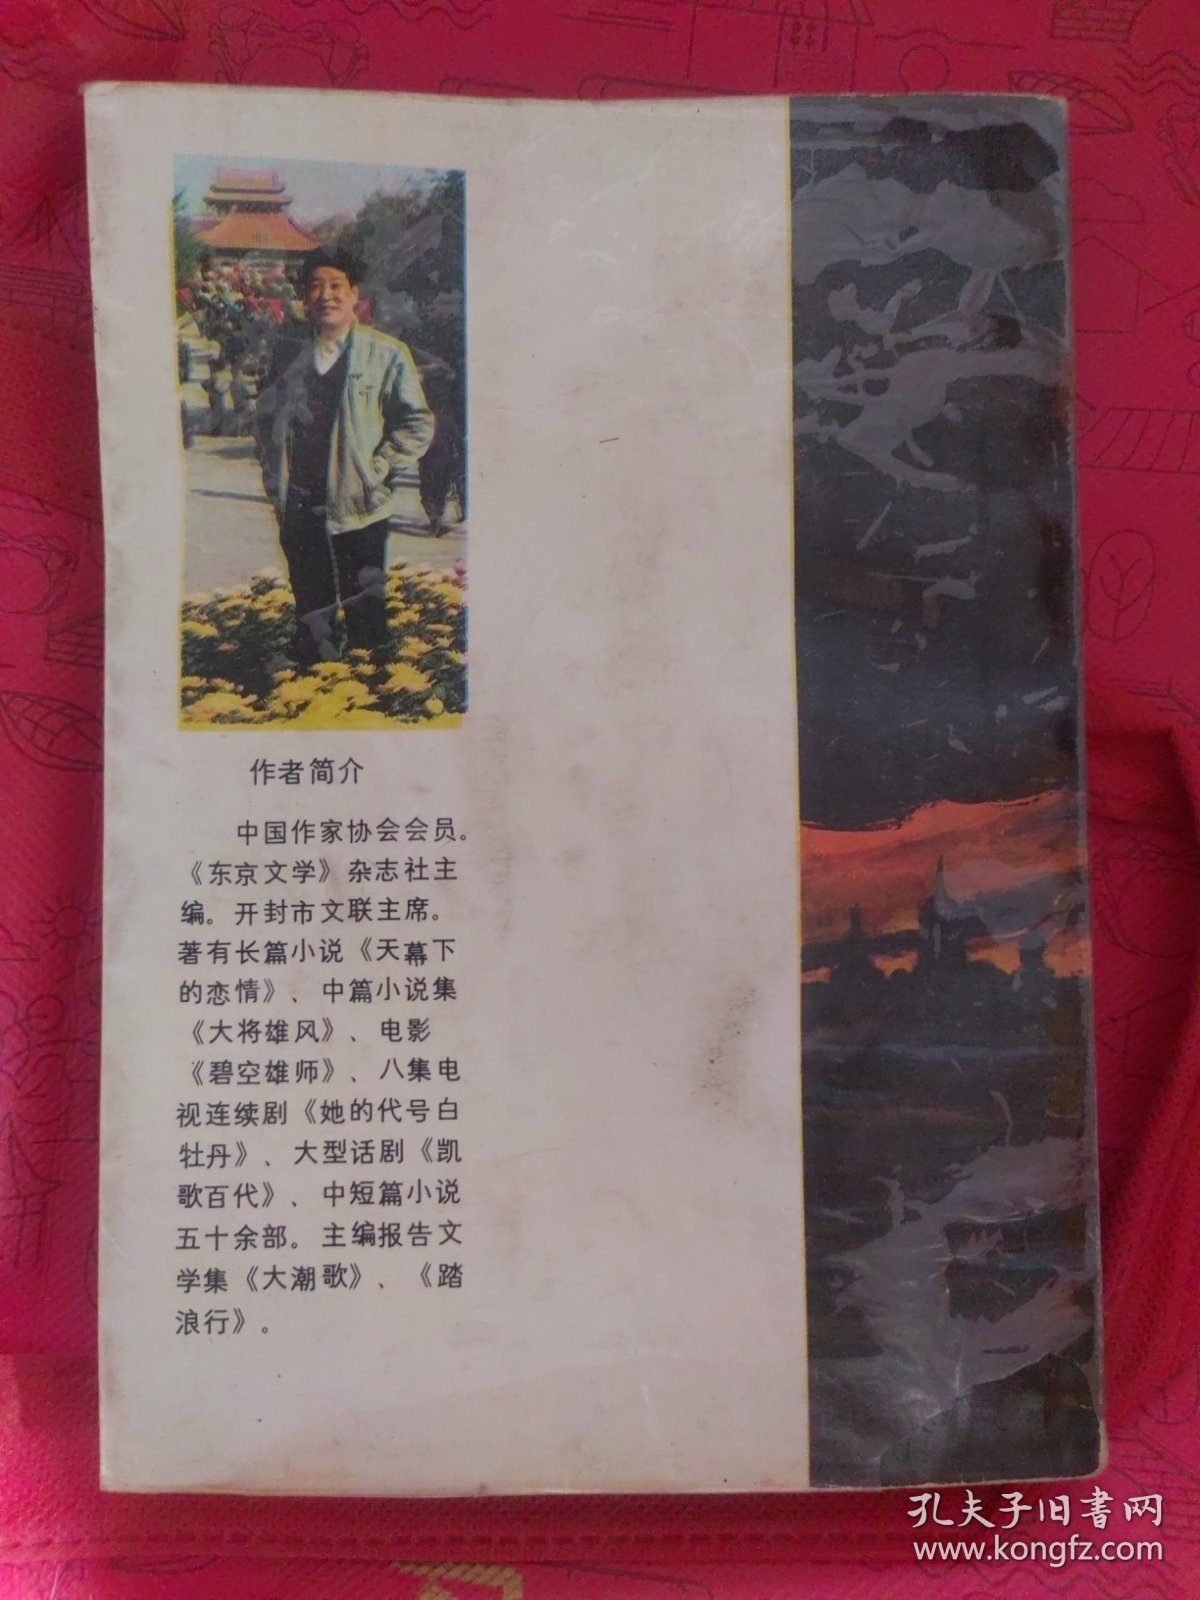 作者简介
中国作家协会会员。
《东京文学》杂志社主
编。开封市文联主席。
著有长篇小说《天幕下
的恋情》、中篇小说集
《大将雄风》、电影
《碧空雄师》、八集电
视连续剧《她的代号白
牡丹》、大型话剧《凯
歌百代》、中短篇小说
五十余部。主编报告文
学集《大潮歌》、《踏
浪行》。
孔夫子旧书网
www.kongfz.com